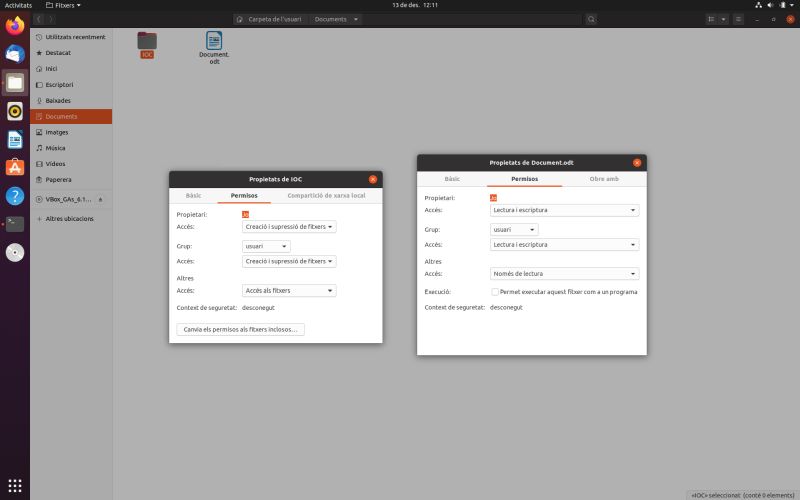 Activitats Fitxers 13 de des. 12:11
Carpeta de l'usuari Documents
Utilitzats recentment
Destacat
Inici
Escriptori
Baixades
Documents
Imatges
Música
Vídeos
Paperera
VBox_GAs_6.1...
Altres ubicacions
IOC
Document.
odt
Propietats de IOC
Bàsic Permisos Compartició de xarxa local
Propietari: Jo
Accés: Creació i supressió de fitxers
Grup: usuari
Accés: Creació i supressió de fitxers
Altres
Accés: Accés als fitxers
Context de seguretat: desconegut
Canvia els permisos als fitxers inclosos...
Propietats de Document.odt
Bàsic Permisos Obre amb
Propietari: Jo
Accés: Lectura i escriptura
Grup: usuari
Accés: Lectura i escriptura
Altres
Accés: Només de lectura
Execució: Permet executar aquest fitxer com a un programa
Context de seguretat: desconegut
«IOC» seleccionat (conté 0 elements)